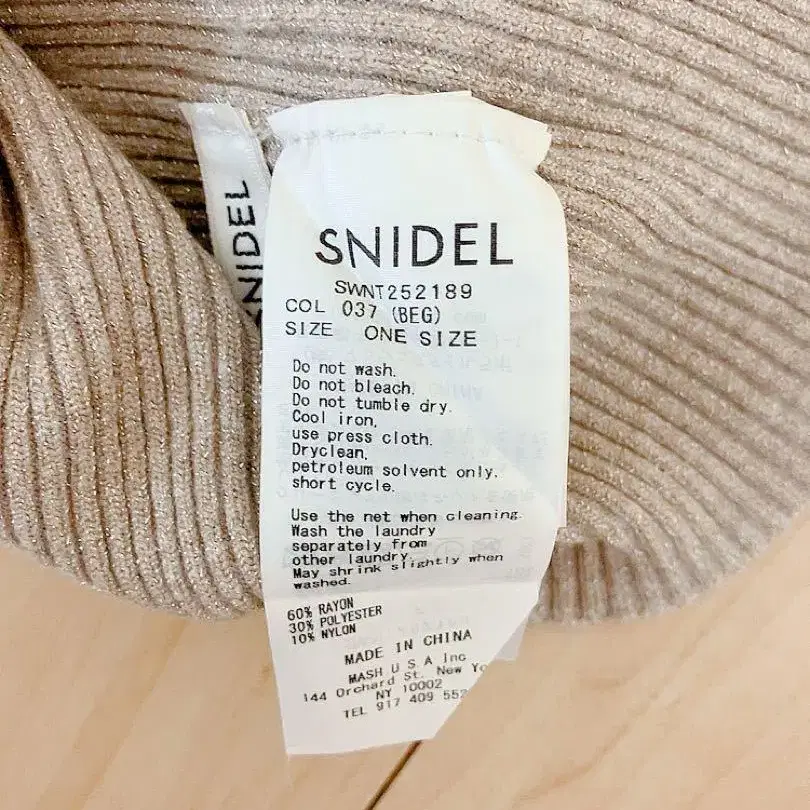 SNIDEL
SNIDEL
SWNT252189
COL 037 (BEG)
SIZE ONE SIZE
Do not wash.
Do not bleach.
Do not tumble dry.
Cool iron,
use press cloth.
Dryclean,
petroleum solvent only.
short cycle.
Use the net when cleaning.
Wash the laundry
separately from
other laundry.
May shrink slightly when
washed.
60% RAYON
30% POLYESTER
10% NYLON
MADE IN CHINA
MASH U S A Inc
144 Orchard St. New Yo
NY 10002
TEL 917 409 552